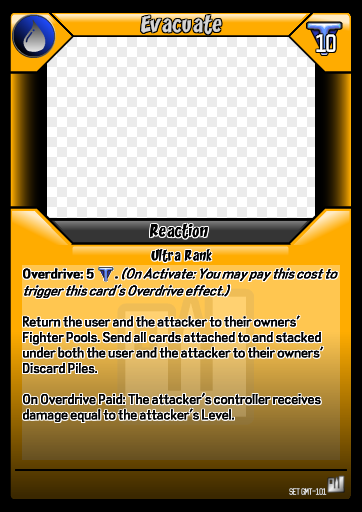 Evacuate
10
Reaction
Ultra Rank
Overdrive: 5 . (On Activate: You may pay this cost to
trigger this card's Overdrive effect.)
Return the user and the attacker to their owners'
Fighter Pools. Send all cards attached to and stacked
under both the user and the attacker to their owners'
Discard Piles.
On Overdrive Paid: The attacker's controller receives
damage equal to the attacker's Level.
SET GMT-101